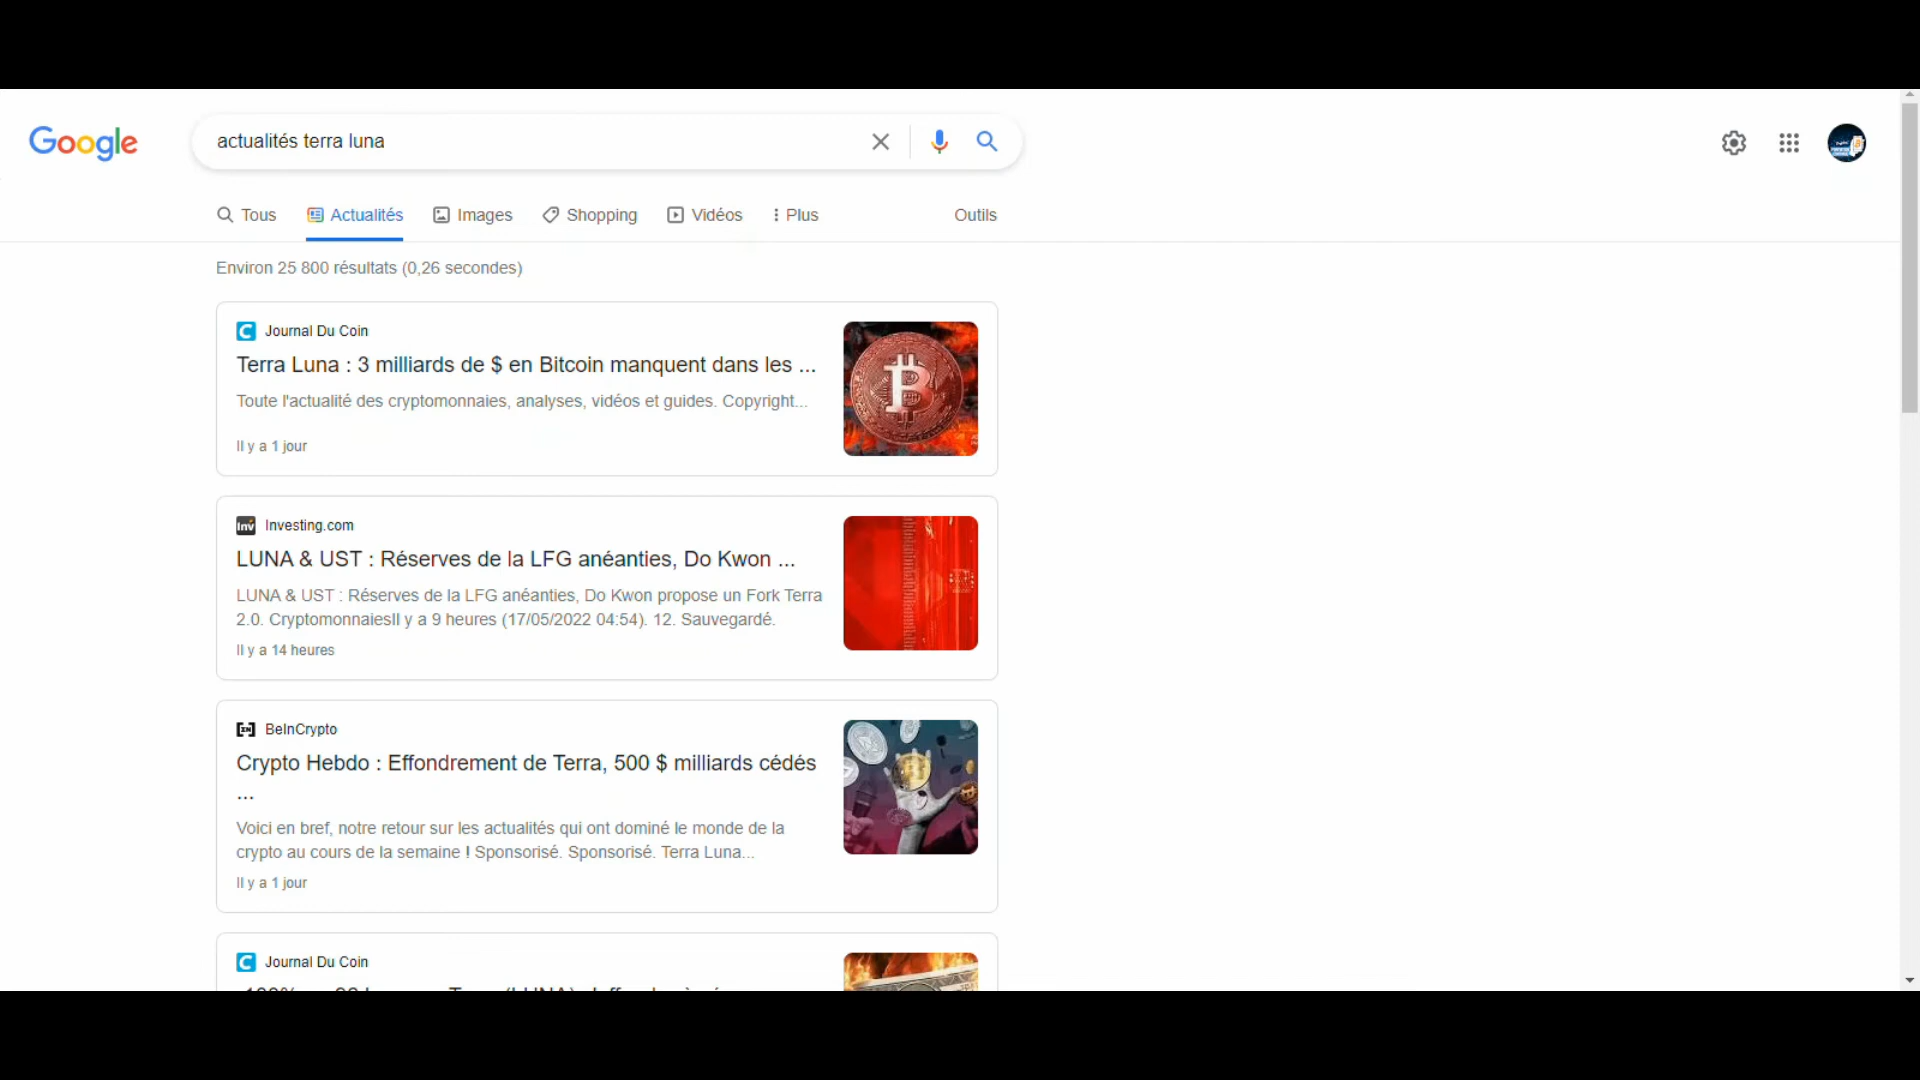 Google
actualités terra luna
Tous
Actualités
Images
Shopping
Vidéos
Plus
Outils
Environ 25 800 résultats (0,26 secondes)
Journal Du Coin
Terra Luna : 3 milliards de $ en Bitcoin manquent dans les ...
Toute l'actualité des cryptomonnaies, analyses, vidéos et guides. Copyright...
Il y a 1 jour
Inv
Investing.com
LUNA & UST : Réserves de la LFG anéanties, Do Kwon ...
LUNA & UST : Réserves de la LFG anéanties, Do Kwon propose un Fork Terra
2.0. CryptomonnaiesIl y a 9 heures (17/05/2022 04:54). 12. Sauvegardé.
Il y a 14 heures
BeInCrypto
Crypto Hebdo : Effondrement de Terra, 500 $ milliards cédés
...
Voici en bref, notre retour sur les actualités qui ont dominé le monde de la
crypto au cours de la semaine ! Sponsorisé. Sponsorisé. Terra Luna...
Il y a 1 jour
Journal Du Coin